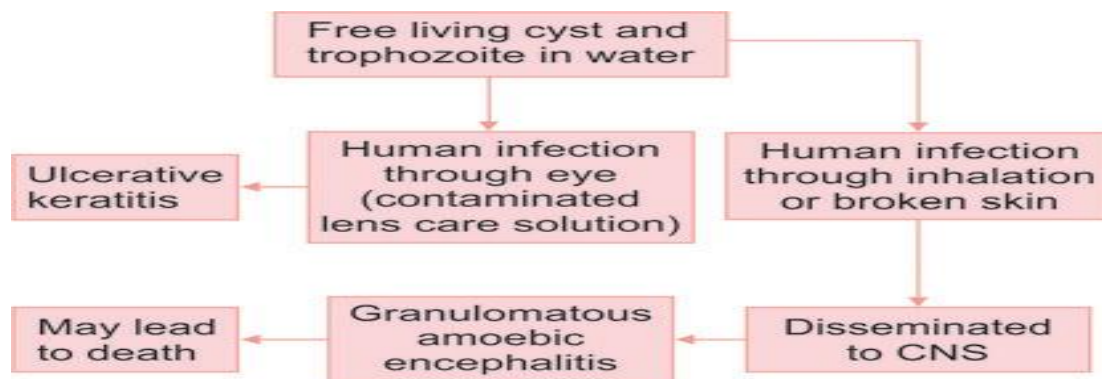 Free living cyst and
trophozoite in water
Human infection
through eye
(contaminated
lens care solution)
Ulcerative
keratitis
Human infection
through inhalation
or broken skin
Disseminated
to CNS
Granulomatous
amoebic
encephalitis
May lead
to death